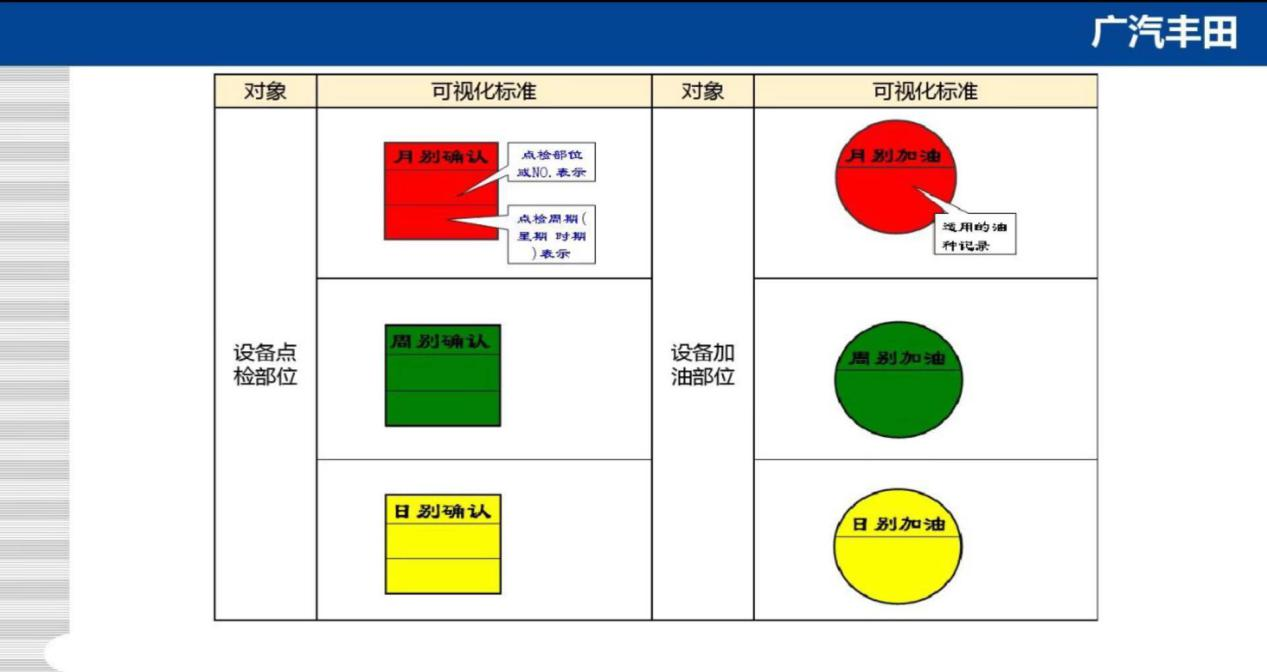 广汽丰田
对象
可视化标准
对象
可视化标准
设备点
检部位
月别确认
点检部位
或NO.表示
点检周期(
星期 时期
)表示
周别确认
日别确认
设备加
油部位
月别加油
适用的油
种记录
周别加油
日别加油